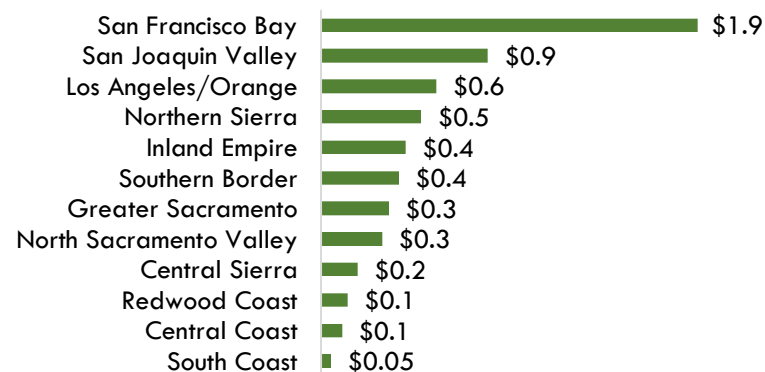 San Francisco Bay $1.9
San Joaquin Valley $0.9
Los Angeles/Orange $0.6
Northern Sierra $0.5
Inland Empire $0.4
Southern Border $0.4
Greater Sacramento $0.3
North Sacramento Valley $0.3
Central Sierra $0.2
Redwood Coast $0.1
Central Coast $0.1
South Coast $0.05